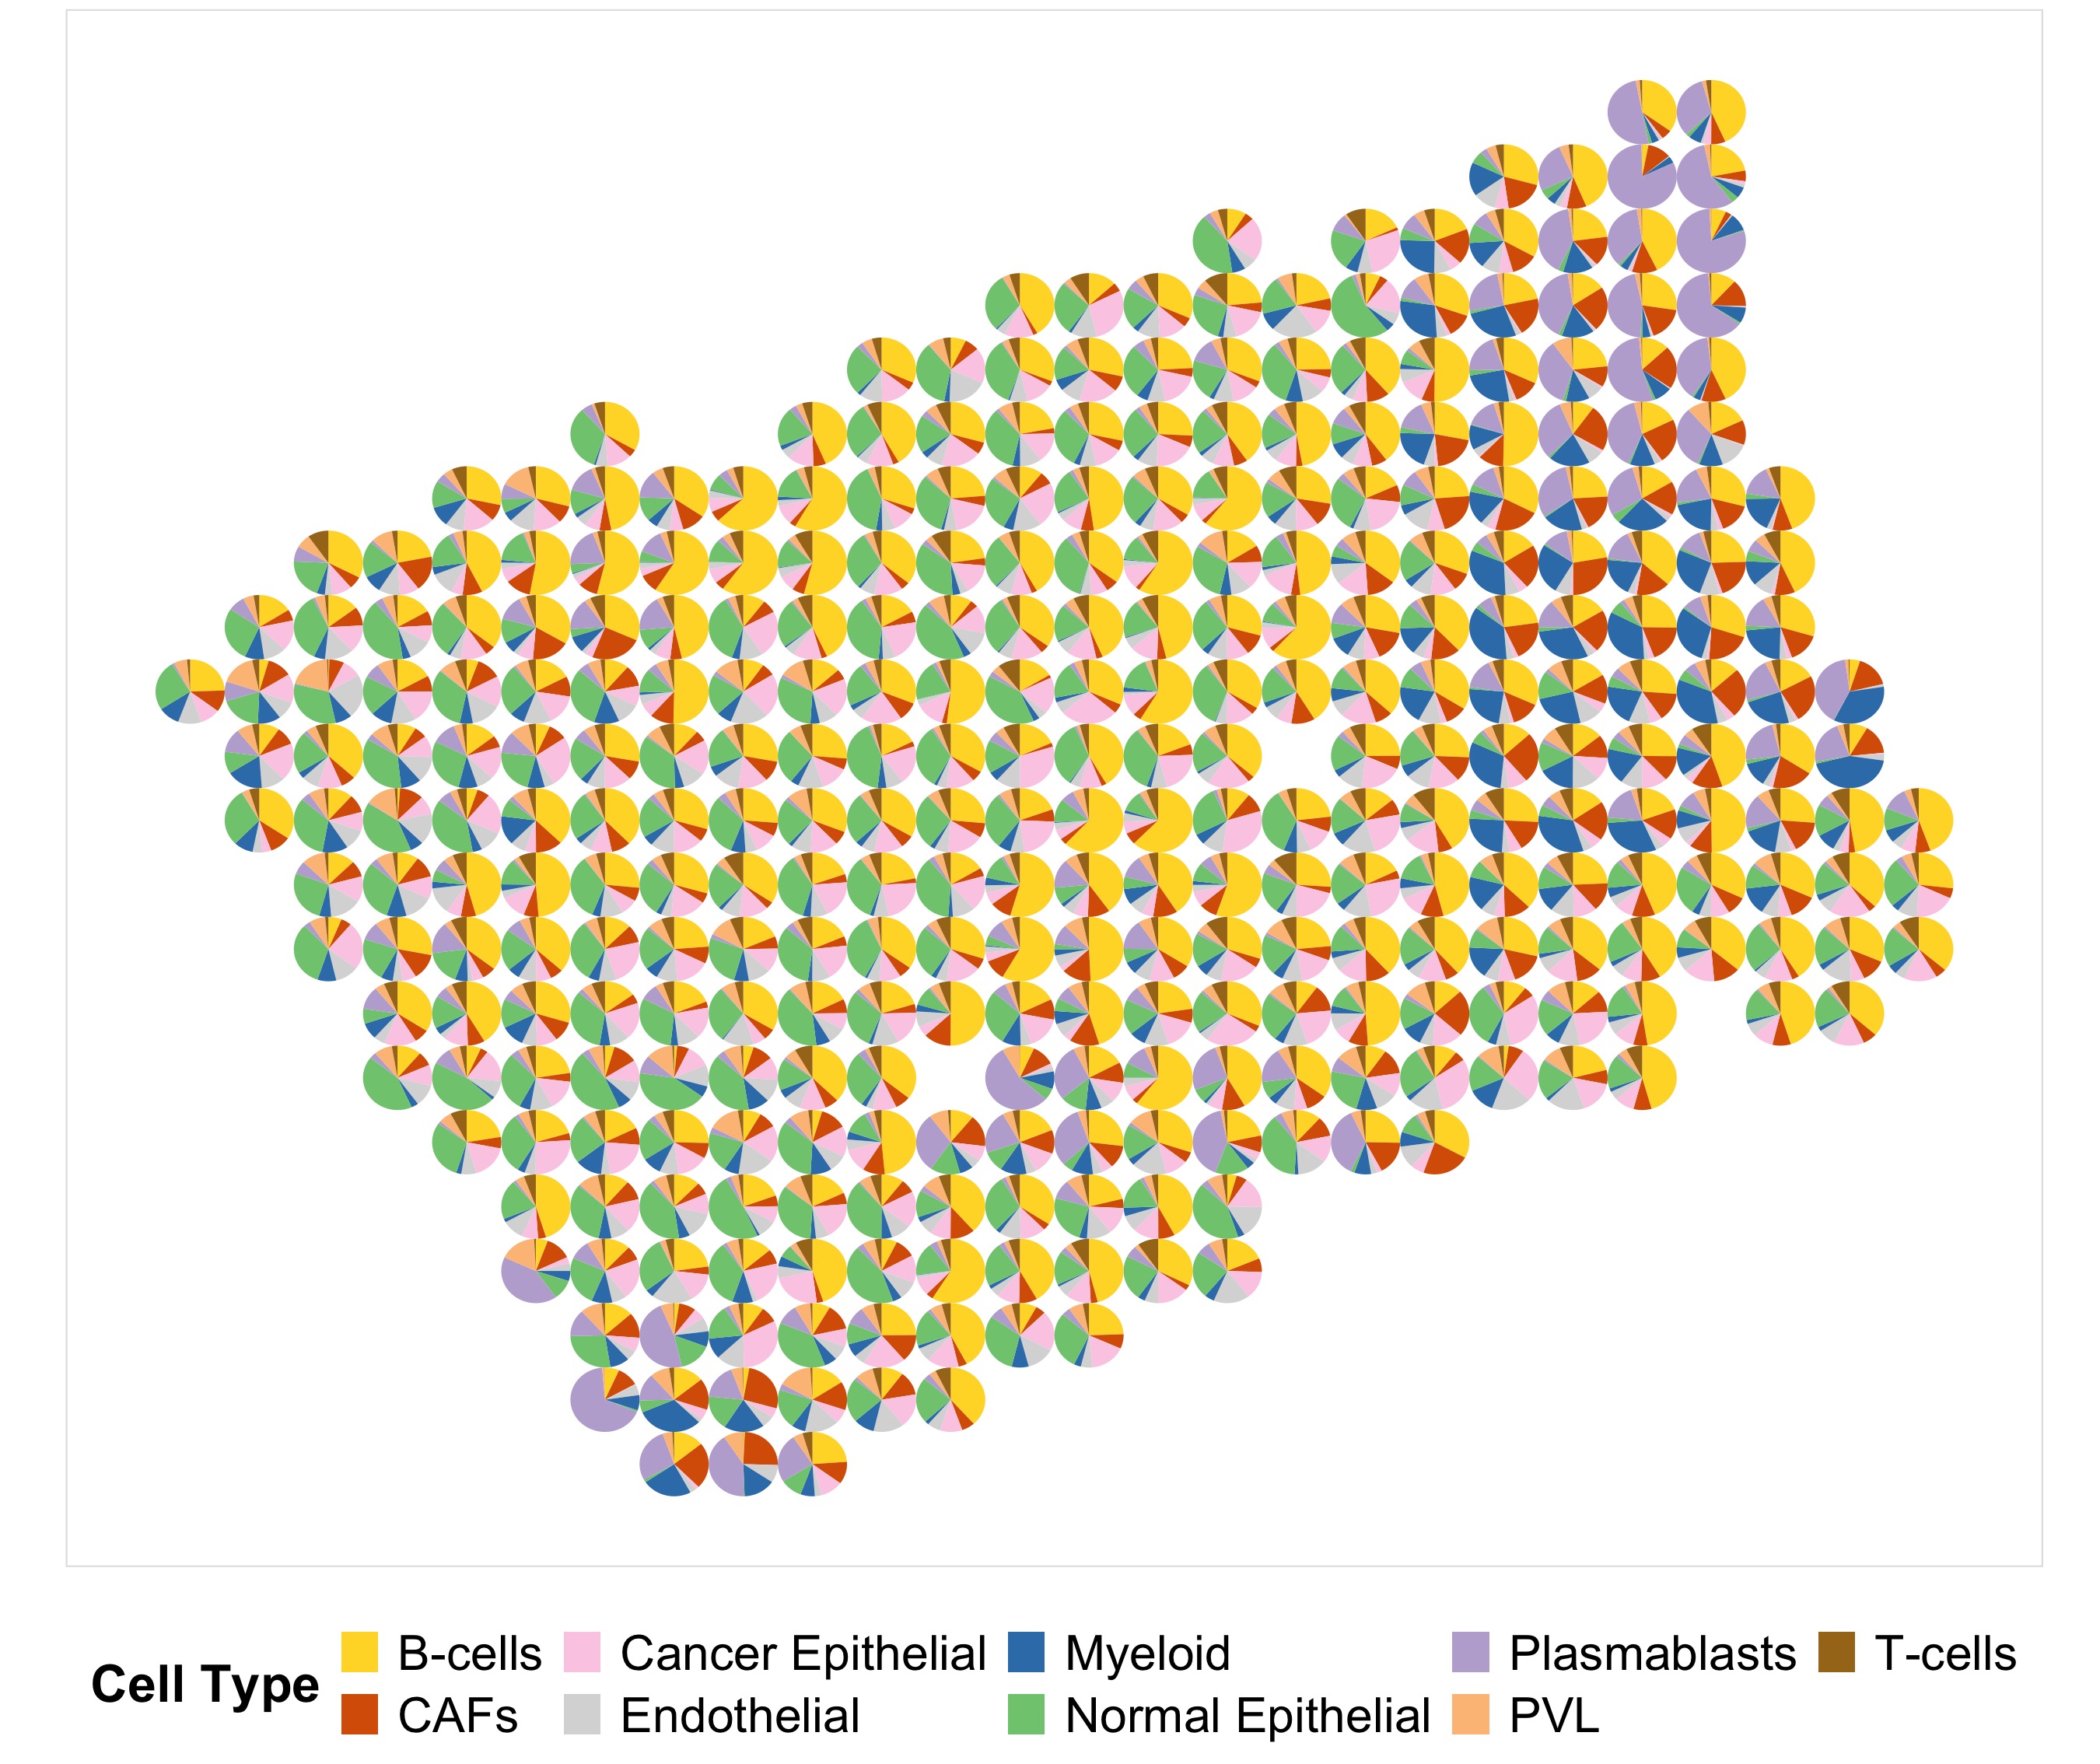 B-cells Cancer Epithelial Myeloid Plasmablasts T-cells
Cell Type
CAFs Endothelial Normal Epithelial PVL